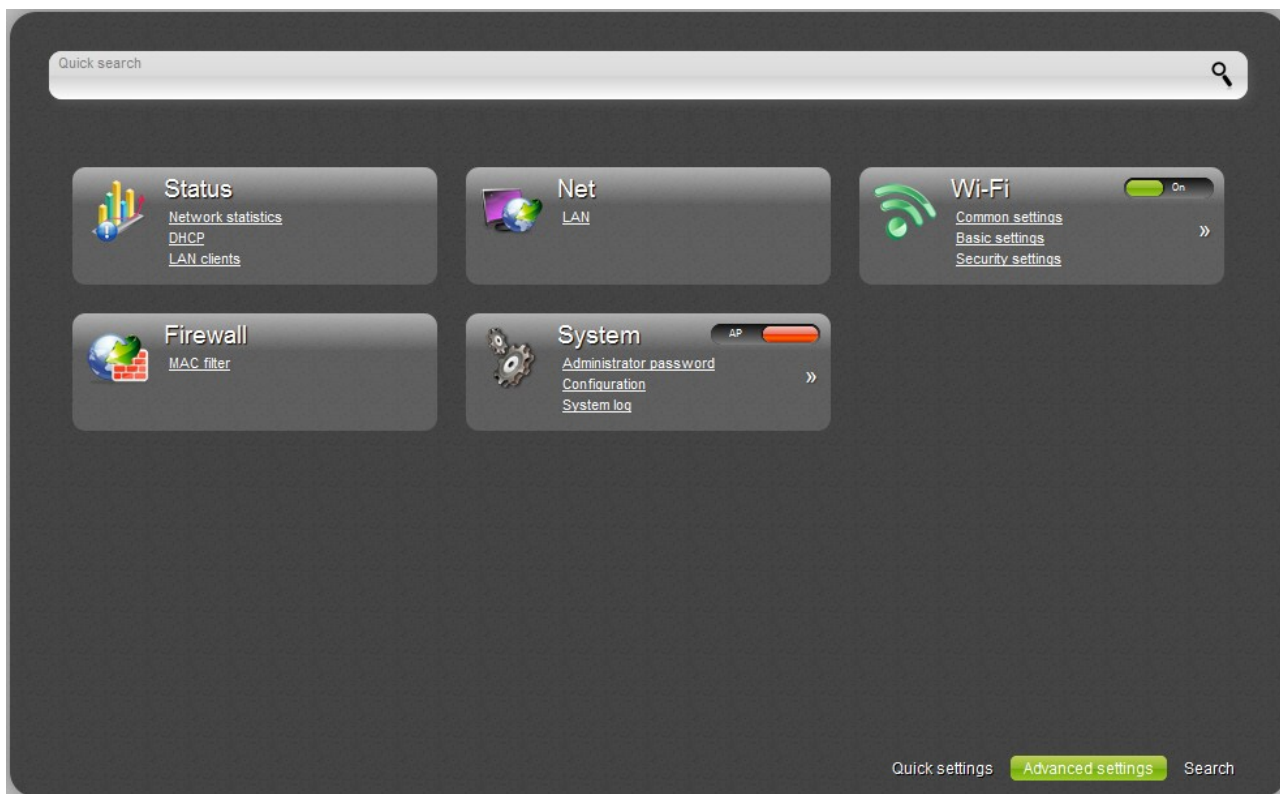 Quick search
Status
Network statistics
DHCP
LAN clients
Net
LAN
Wi-Fi
On
Common settings
Basic settings
Security settings
»
Firewall
MAC filter
System
AP
Administrator password
Configuration
System log
»
Quick settings
Advanced settings
Search